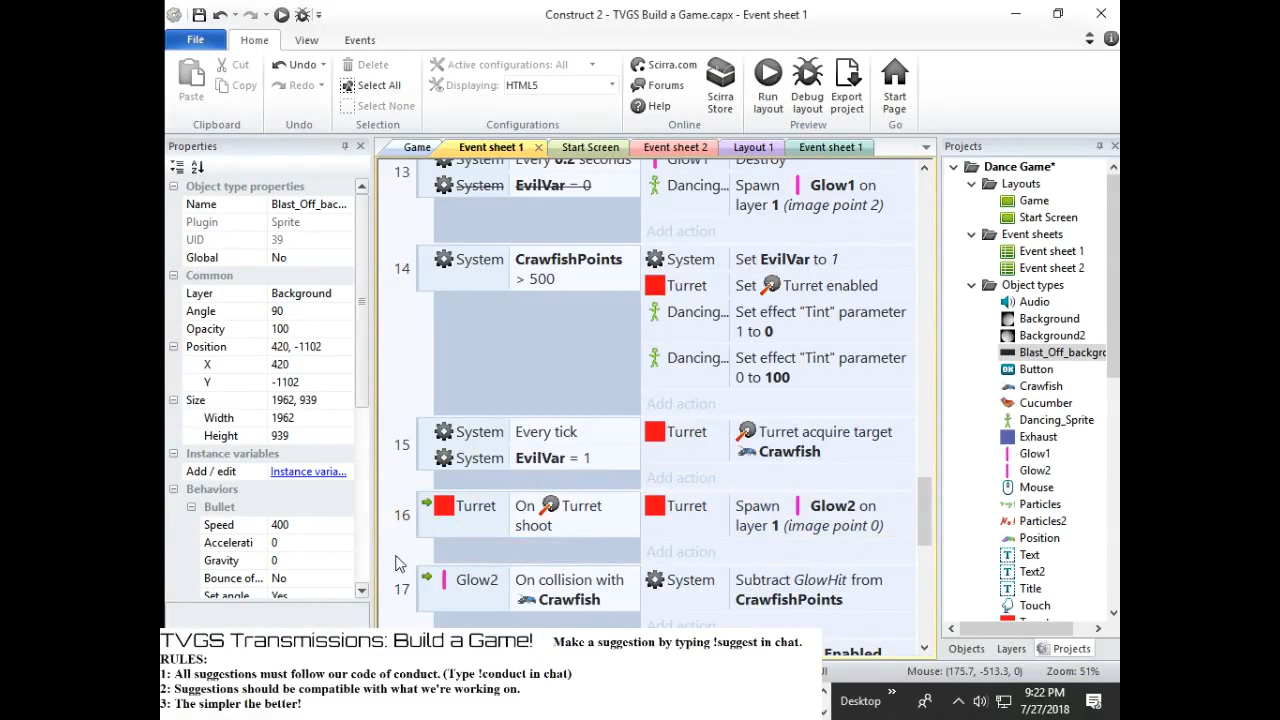 Construct 2 - TVGS Build a Game.capx - Event sheet 1
File Home View Events
Paste
Cut
Copy
Clipboard
Undo
Redo
Undo
Delete
Select All
Select None
Selection
Active configurations: All
Displaying: HTML5
Configurations
Scirra.com
Forums
Help
Scirra Store
Online
Run layout
Debug layout
Export project
Preview
Start Page
Go
Properties
Object type properties
Name Blast_Off_bac...
Plugin Sprite
UID 39
Global No
Common
Layer Background
Angle 90
Opacity 100
Position 420, -1102
X 420
Y -1102
Size 1962, 939
Width 1962
Height 939
Instance variables
Add / edit Instance varia...
Behaviors
Bullet
Speed 400
Accelerati 0
Gravity 0
Bounce of... No
Set angle Yes
Game Event sheet 1 Start Screen Event sheet 2 Layout 1 Event sheet 1
13 System Every 0.2 seconds Glow1 Destroy
System EvilVar = 0 Dancing... Spawn Glow1 on
layer 1 (image point 2)
Add action
14 System CrawfishPoints
> 500
System Set EvilVar to 1
Turret Set Turret enabled
Dancing... Set effect "Tint" parameter
1 to 0
Dancing... Set effect "Tint" parameter
0 to 100
Add action
15 System Every tick Turret Turret acquire target
Crawfish
System EvilVar = 1
Add action
16 Turret On Turret
shoot
Turret Spawn Glow2 on
layer 1 (image point 0)
Add action
17 Glow2 On collision with
Crawfish
System Subtract GlowHit from
CrawfishPoints
Enabled
Projects
Dance Game*
Layouts
Game
Start Screen
Event sheets
Event sheet 1
Event sheet 2
Object types
Audio
Background
Background2
Blast_Off_backgro
Button
Crawfish
Cucumber
Dancing_Sprite
Exhaust
Glow1
Glow2
Mouse
Particles
Particles2
Position
Text
Text2
Title
Touch
Objects Layers Projects
Mouse: (175.7, -513.3, 0) Zoom: 51%
TVGS Transmissions: Build a Game! Make a suggestion by typing !suggest in chat.
RULES:
1: All suggestions must follow our code of conduct. (Type !conduct in chat)
2: Suggestions should be compatible with what we're working on.
3: The simpler the better!
Desktop
9:22 PM
7/27/2018